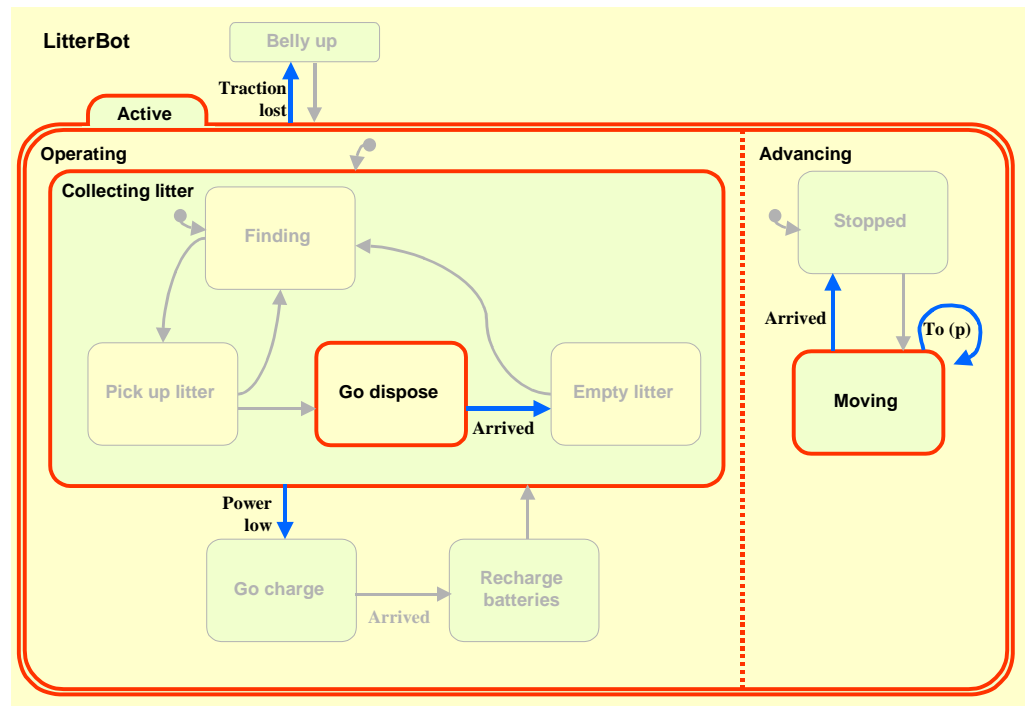 LitterBot
Belly up
Traction
lost
Active
Operating
Advancing
Collecting litter
Finding
Stopped
Arrived
To (p)
Pick up litter
Go dispose
Empty litter
Moving
Arrived
Power
low
Go charge
Recharge
batteries
Arrived